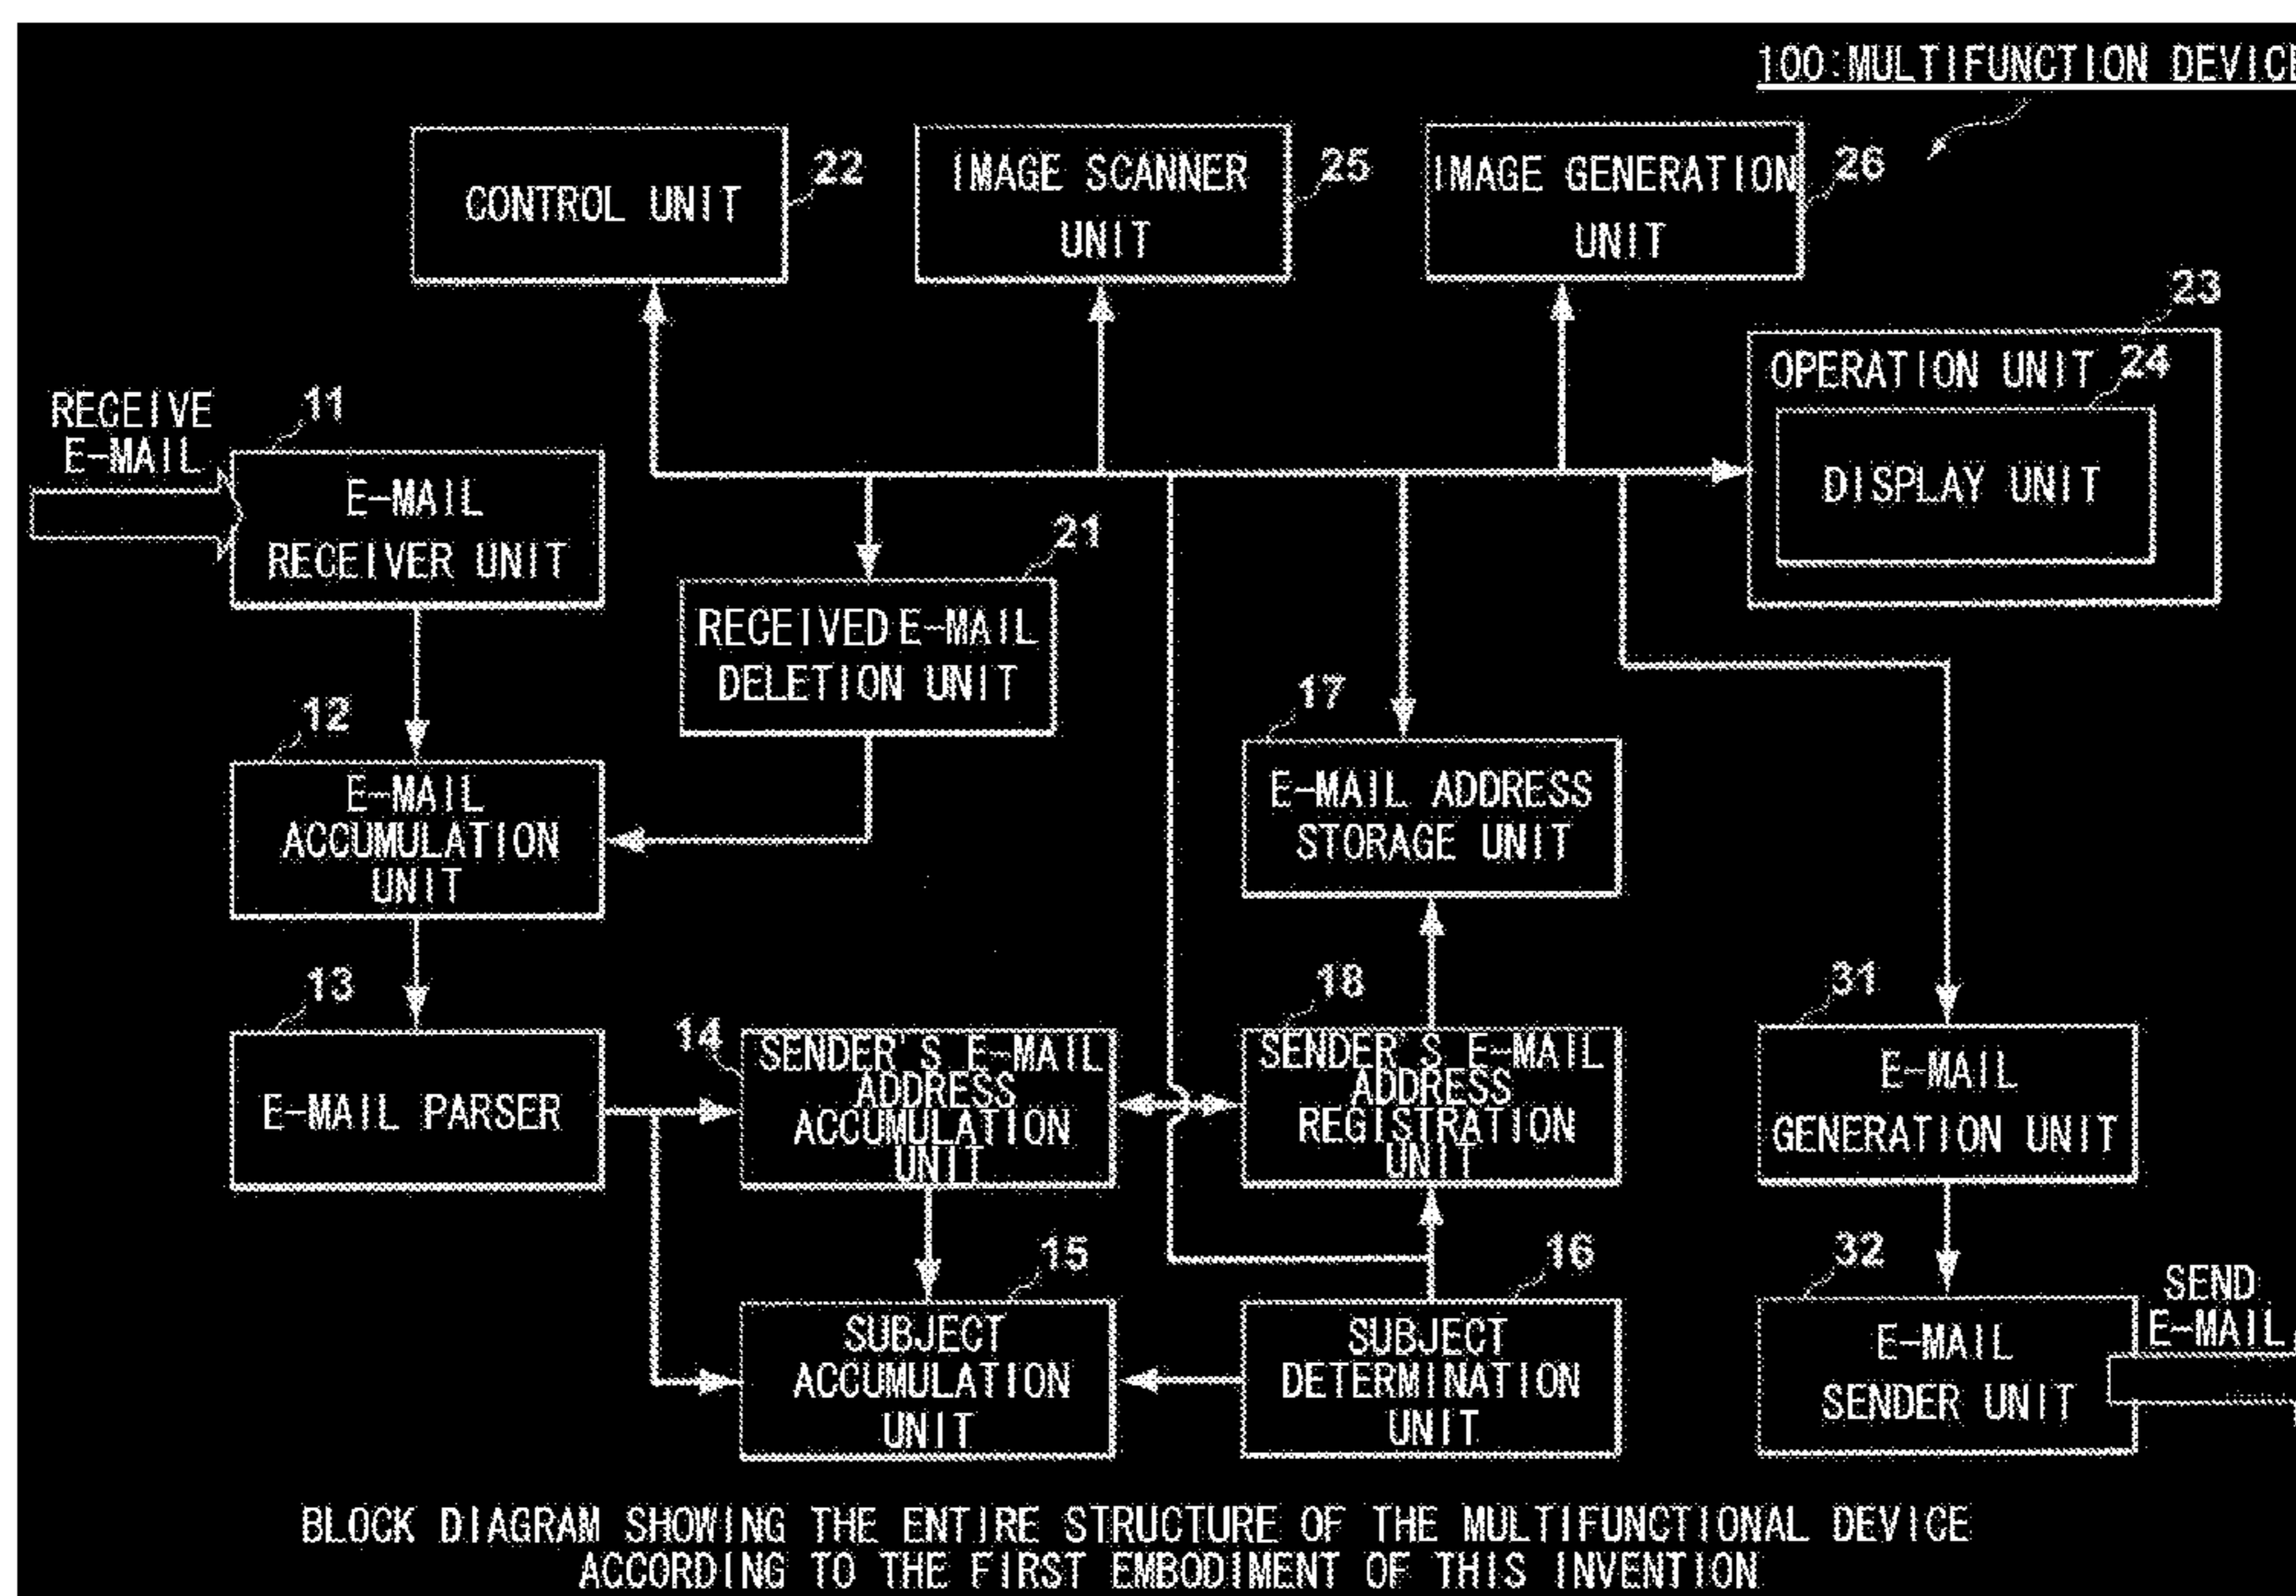 100:MULTIFUNCTION DEVICE
CONTROL UNIT
22
IMAGE SCANNER
UNIT
25
IMAGE GENERATION
UNIT
26
23
OPERATION UNIT
24
DISPLAY UNIT
RECEIVE
E-MAIL
11
E-MAIL
RECEIVER UNIT
21
RECEIVED E-MAIL
DELETION UNIT
12
E-MAIL
ACCUMULATION
UNIT
17
E-MAIL ADDRESS
STORAGE UNIT
13
E-MAIL PARSER
14
SENDER'S E-MAIL
ADDRESS
ACCUMULATION
UNIT
18
SENDER'S E-MAIL
ADDRESS
REGISTRATION
UNIT
31
E-MAIL
GENERATION UNIT
15
SUBJECT
ACCUMULATION
UNIT
16
SUBJECT
DETERMINATION
UNIT
32
E-MAIL
SENDER UNIT
SEND
E-MAIL
BLOCK DIAGRAM SHOWING THE ENTIRE STRUCTURE OF THE MULTIFUNCTIONAL DEVICE
ACCORDING TO THE FIRST EMBODIMENT OF THIS INVENTION